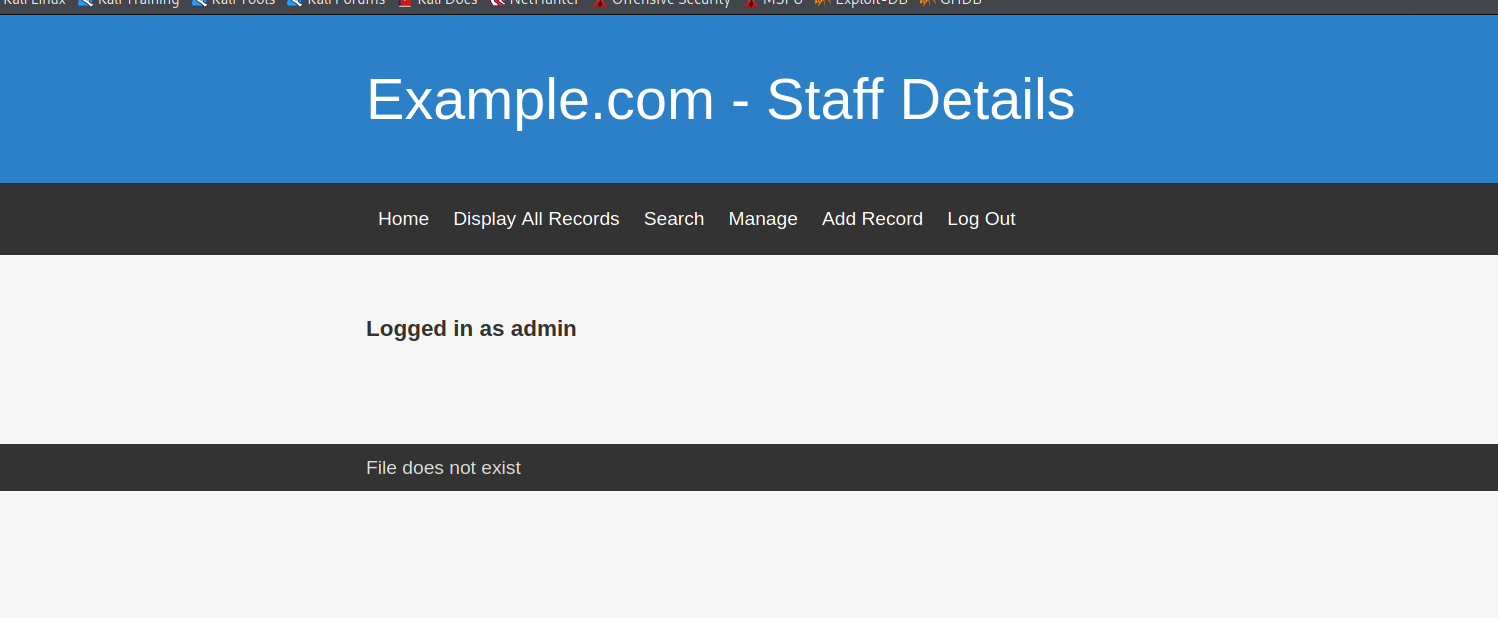 Kali Linux Kali Training Kali Tools Kali Forums Kali Docs NetHunter Offensive Security MSFU Exploit-DB GHDB
Example.com - Staff Details
Home Display All Records Search Manage Add Record Log Out
Logged in as admin
File does not exist